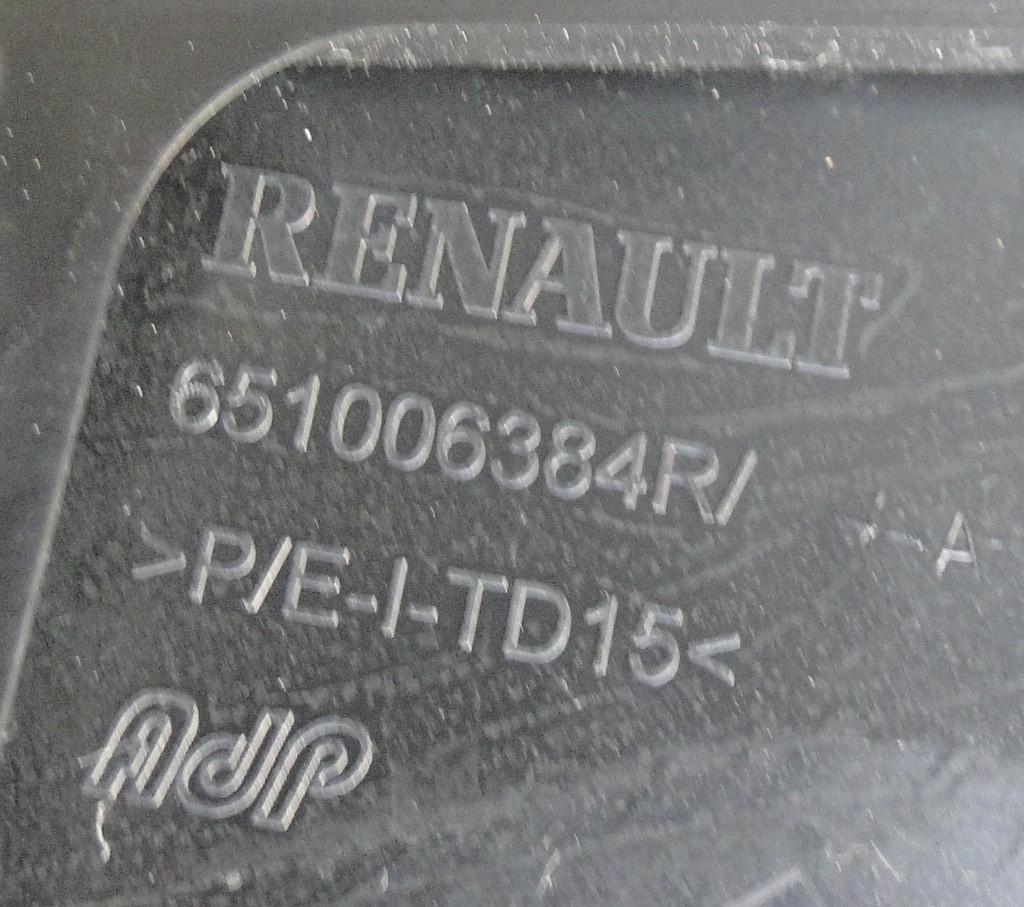 RENAULT
651006384R/ --A
>P/E-I-TD15<
AdP